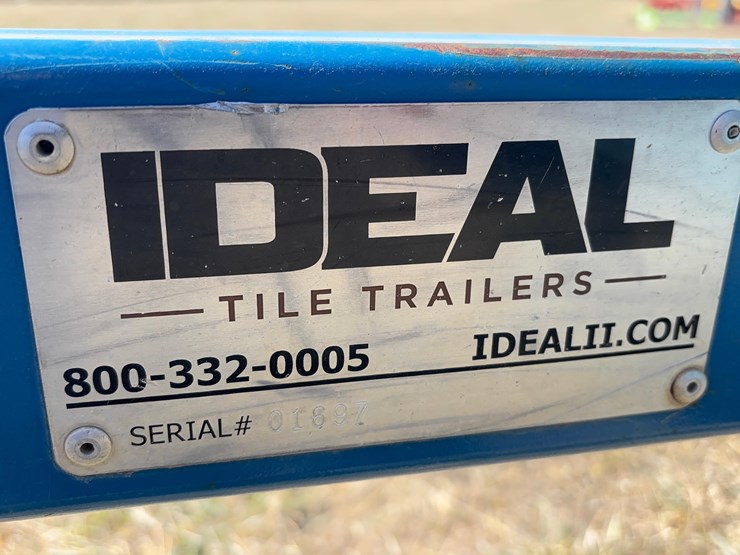 IDEAL
TILE TRAILERS
800-332-0005 IDEALII.COM
SERIAL# 01697